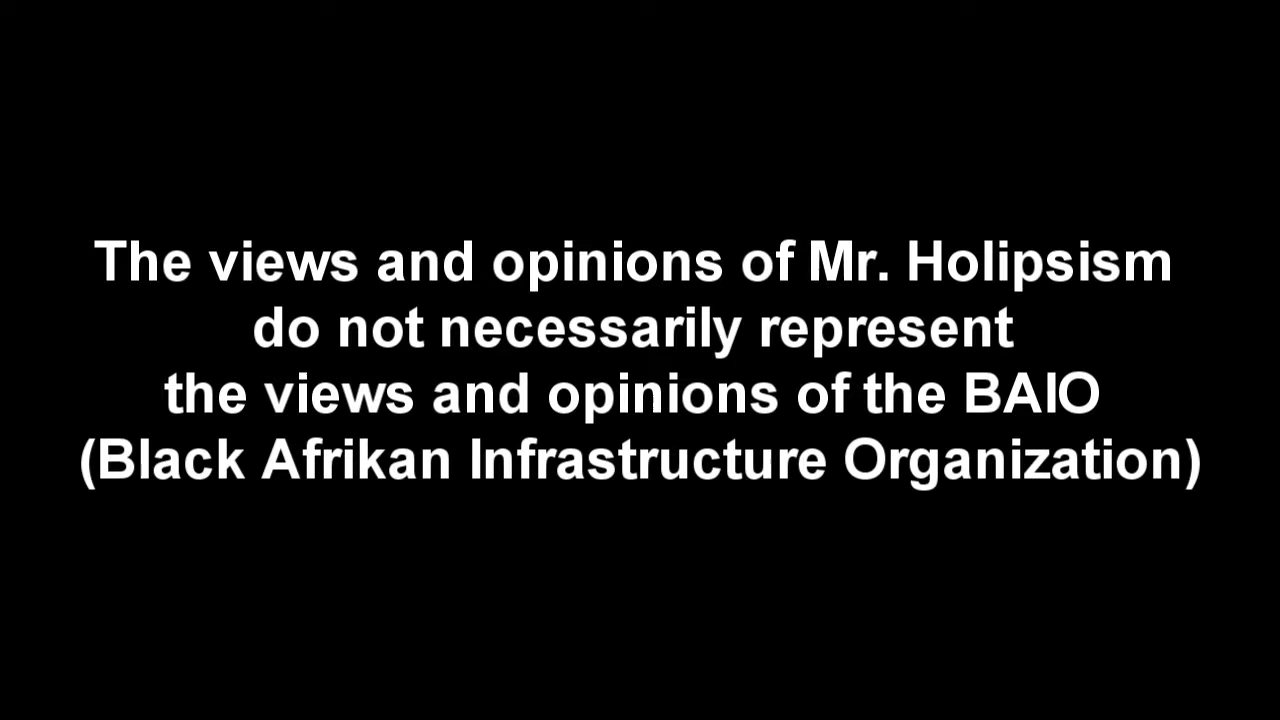 The views and opinions of Mr. Holipsism
do not necessarily represent
the views and opinions of the BAIO
(Black Afrikan Infrastructure Organization)